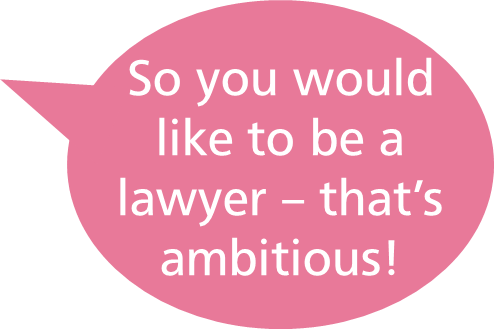 So you would
like to be a
lawyer – that’s
ambitious!